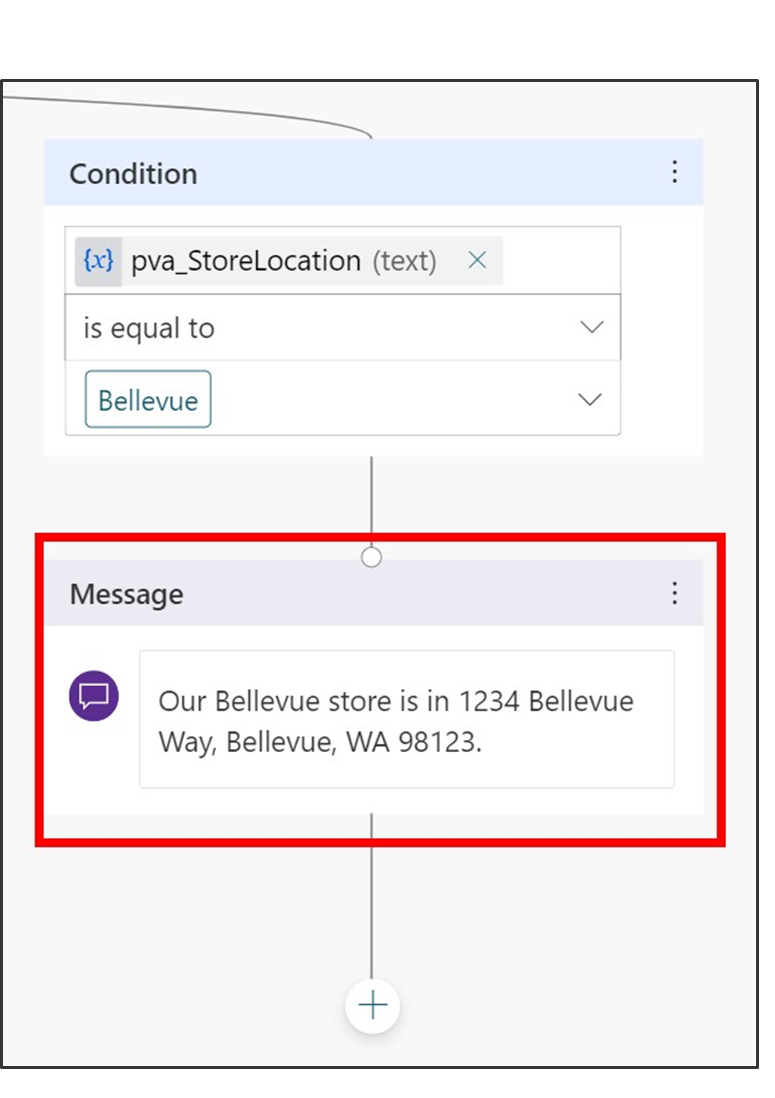 Condition
{x} pva_StoreLocation (text)
is equal to
Bellevue
Message
Our Bellevue store is in 1234 Bellevue
Way, Bellevue, WA 98123.